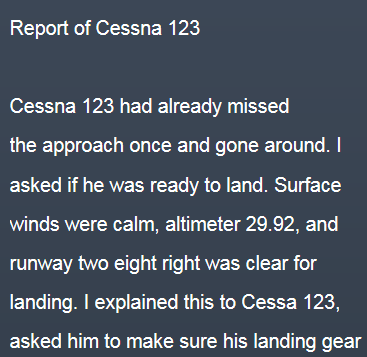 Report of Cessna 123
Cessna 123 had already missed
the approach once and gone around. I
asked if he was ready to land. Surface
winds were calm, altimeter 29.92, and
runway two eight right was clear for
landing. I explained this to Cessa 123,
asked him to make sure his landing gear